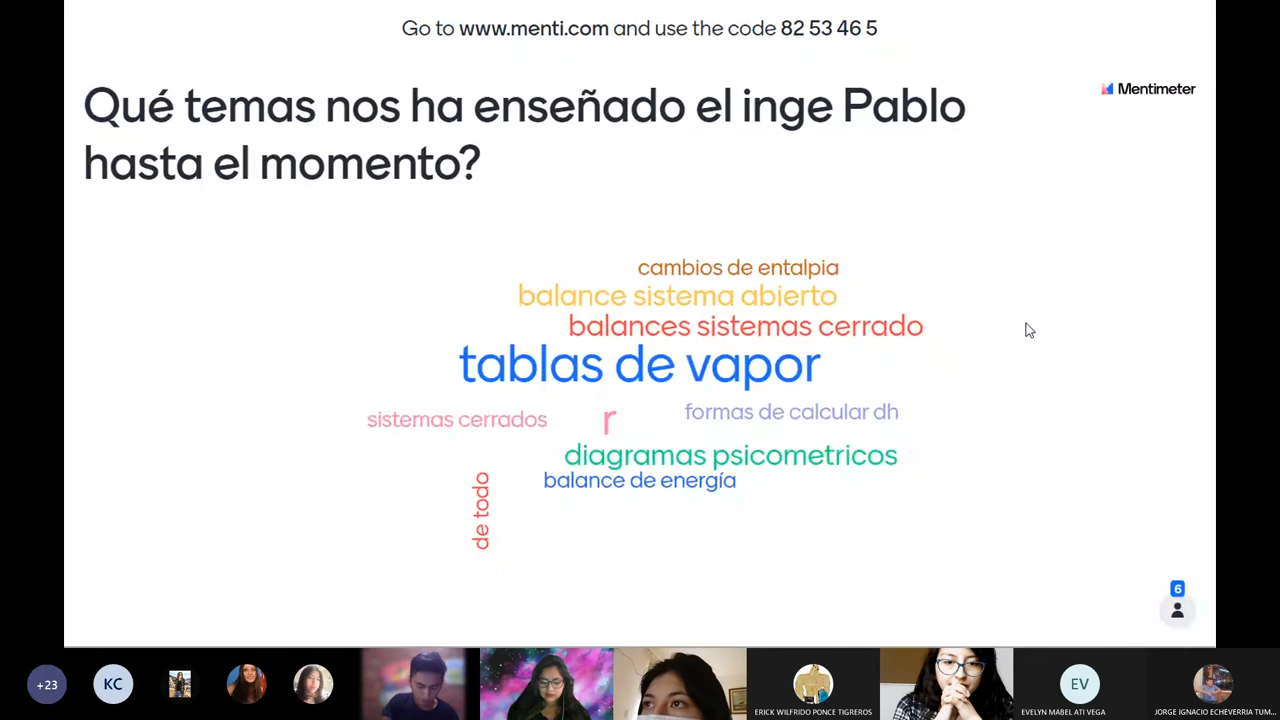 Go to www.menti.com and use the code 82 53 46 5
Mentimeter
Qué temas nos ha enseñado el inge Pablo
hasta el momento?
cambios de entalpia
balance sistema abierto
balances sistemas cerrado
tablas de vapor
sistemas cerrados
r
formas de calcular dh
diagramas psicometricos
balance de energía
de todo
6
+23
KC
ERICK WILFRIDO PONCE TIGREROS
EV
EVELYN MABEL ATI VEGA
JORGE IGNACIO ECHEVERRIA TUM...